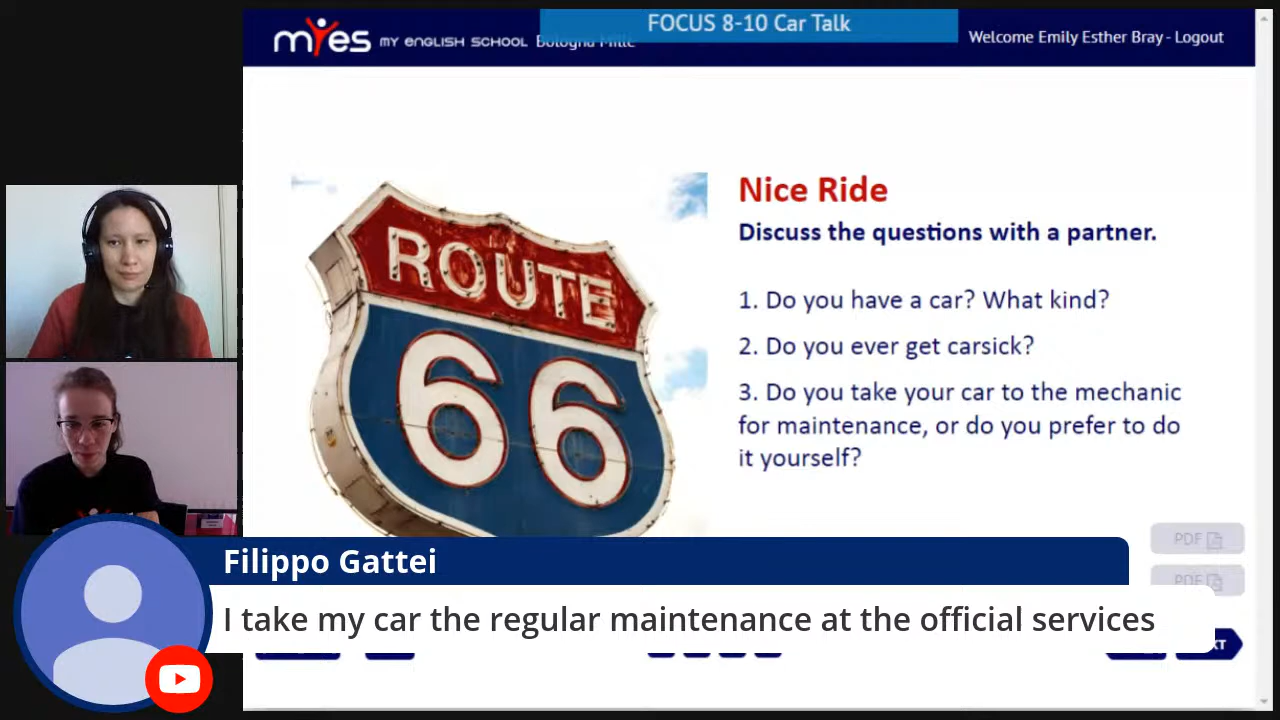 FOCUS 8-10 Car Talk
myes MY ENGLISH SCHOOL Bologna Mille
Welcome Emily Esther Bray - Logout
ROUTE
66
Nice Ride
Discuss the questions with a partner.
1. Do you have a car? What kind?
2. Do you ever get carsick?
3. Do you take your car to the mechanic
for maintenance, or do you prefer to do
it yourself?
PDF
PDF
Filippo Gattei
I take my car the regular maintenance at the official services